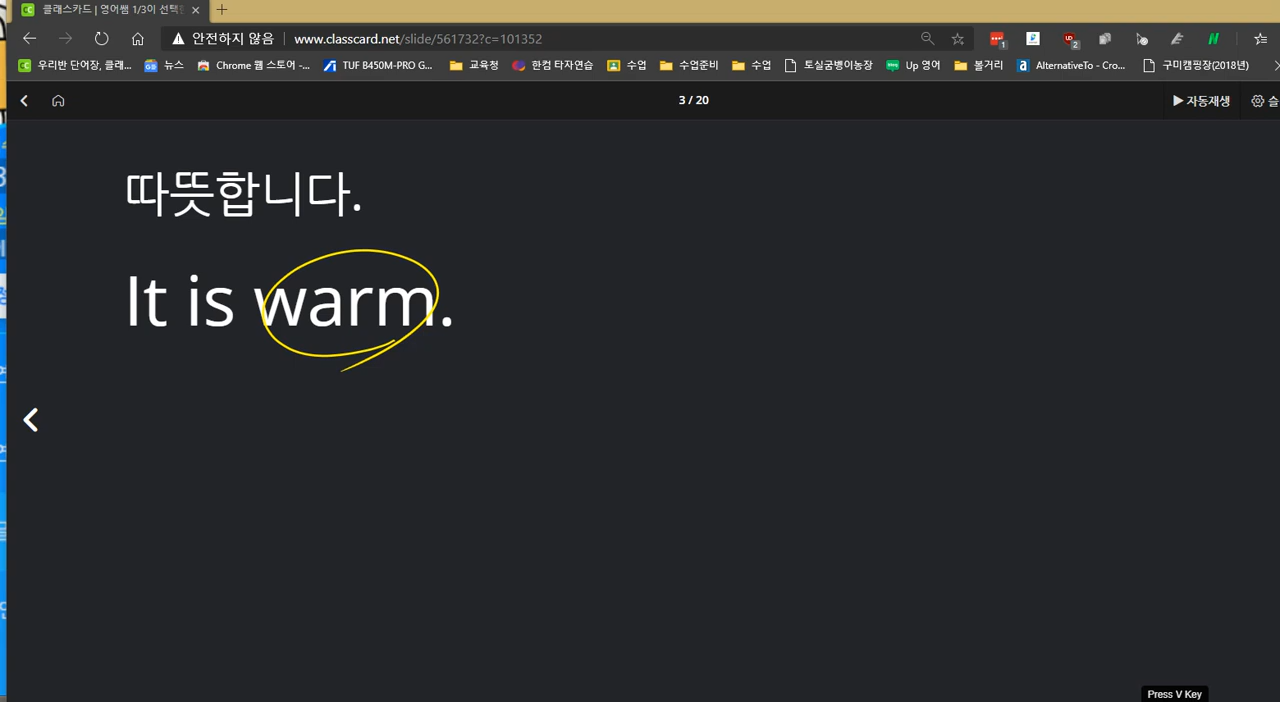 클래스카드 | 영어쌤 1/3이 선택
안전하지 않음 www.classcard.net/slide/561732?c=101352
1 2
우리반 단어장, 클래... 뉴스 Chrome 웹 스토어 -... TUF B450M-PRO G... 교육청 한컴 타자연습 수업 수업준비 수업 토실굼벵이농장 Up 영어 볼거리 AlternativeTo - Cro... 구미캠핑장(2018년)
3 / 20 자동재생 슬
따뜻합니다.
It is warm.
Press V Key